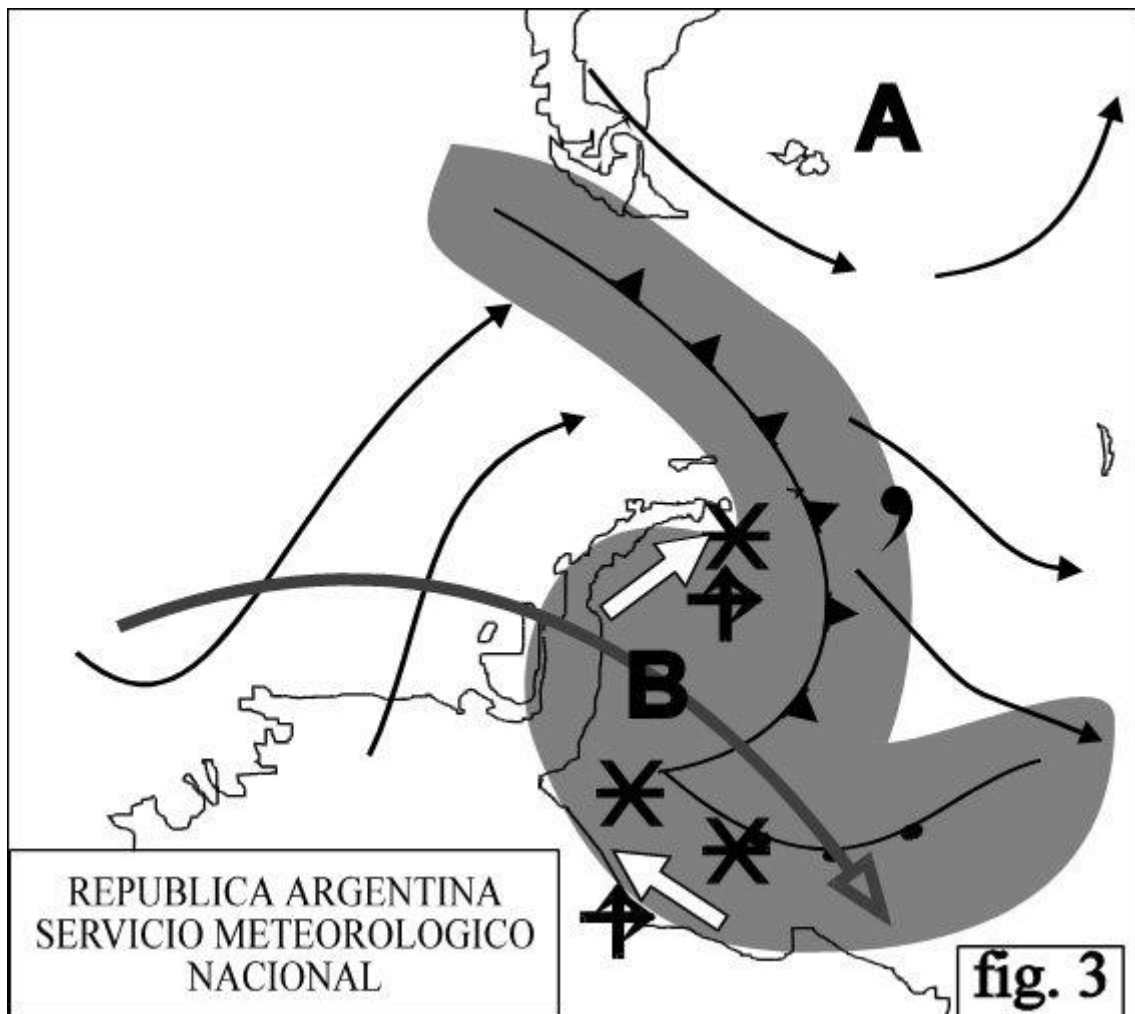 A
B
REPUBLICA ARGENTINA
SERVICIO METEOROLOGICO
NACIONAL
fig. 3